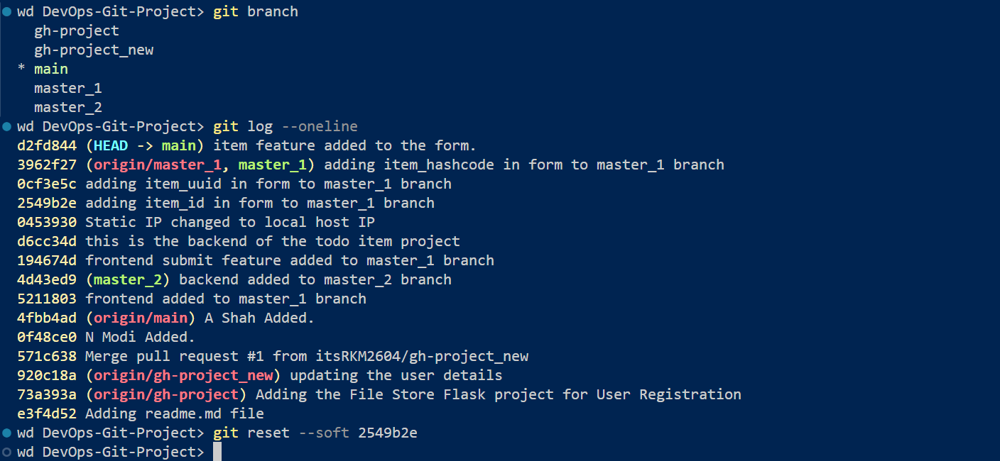 wd DevOps-Git-Project> git branch
gh-project
gh-project_new
* main
master_1
master_2
wd DevOps-Git-Project> git log --oneline
d2fd844 (HEAD -> main) item feature added to the form.
3962f27 (origin/master_1, master_1) adding item_hashcode in form to master_1 branch
0cf3e5c adding item_uuid in form to master_1 branch
2549b2e adding item_id in form to master_1 branch
0453930 Static IP changed to local host IP
d6cc34d this is the backend of the todo item project
194674d frontend submit feature added to master_1 branch
4d43ed9 (master_2) backend added to master_2 branch
5211803 frontend added to master_1 branch
4fbb4ad (origin/main) A Shah Added.
0f48ce0 N Modi Added.
571c638 Merge pull request #1 from itsRKM2604/gh-project_new
920c18a (origin/gh-project_new) updating the user details
73a393a (origin/gh-project) Adding the File Store Flask project for User Registration
e3f4d52 Adding readme.md file
wd DevOps-Git-Project> git reset --soft 2549b2e
wd DevOps-Git-Project>